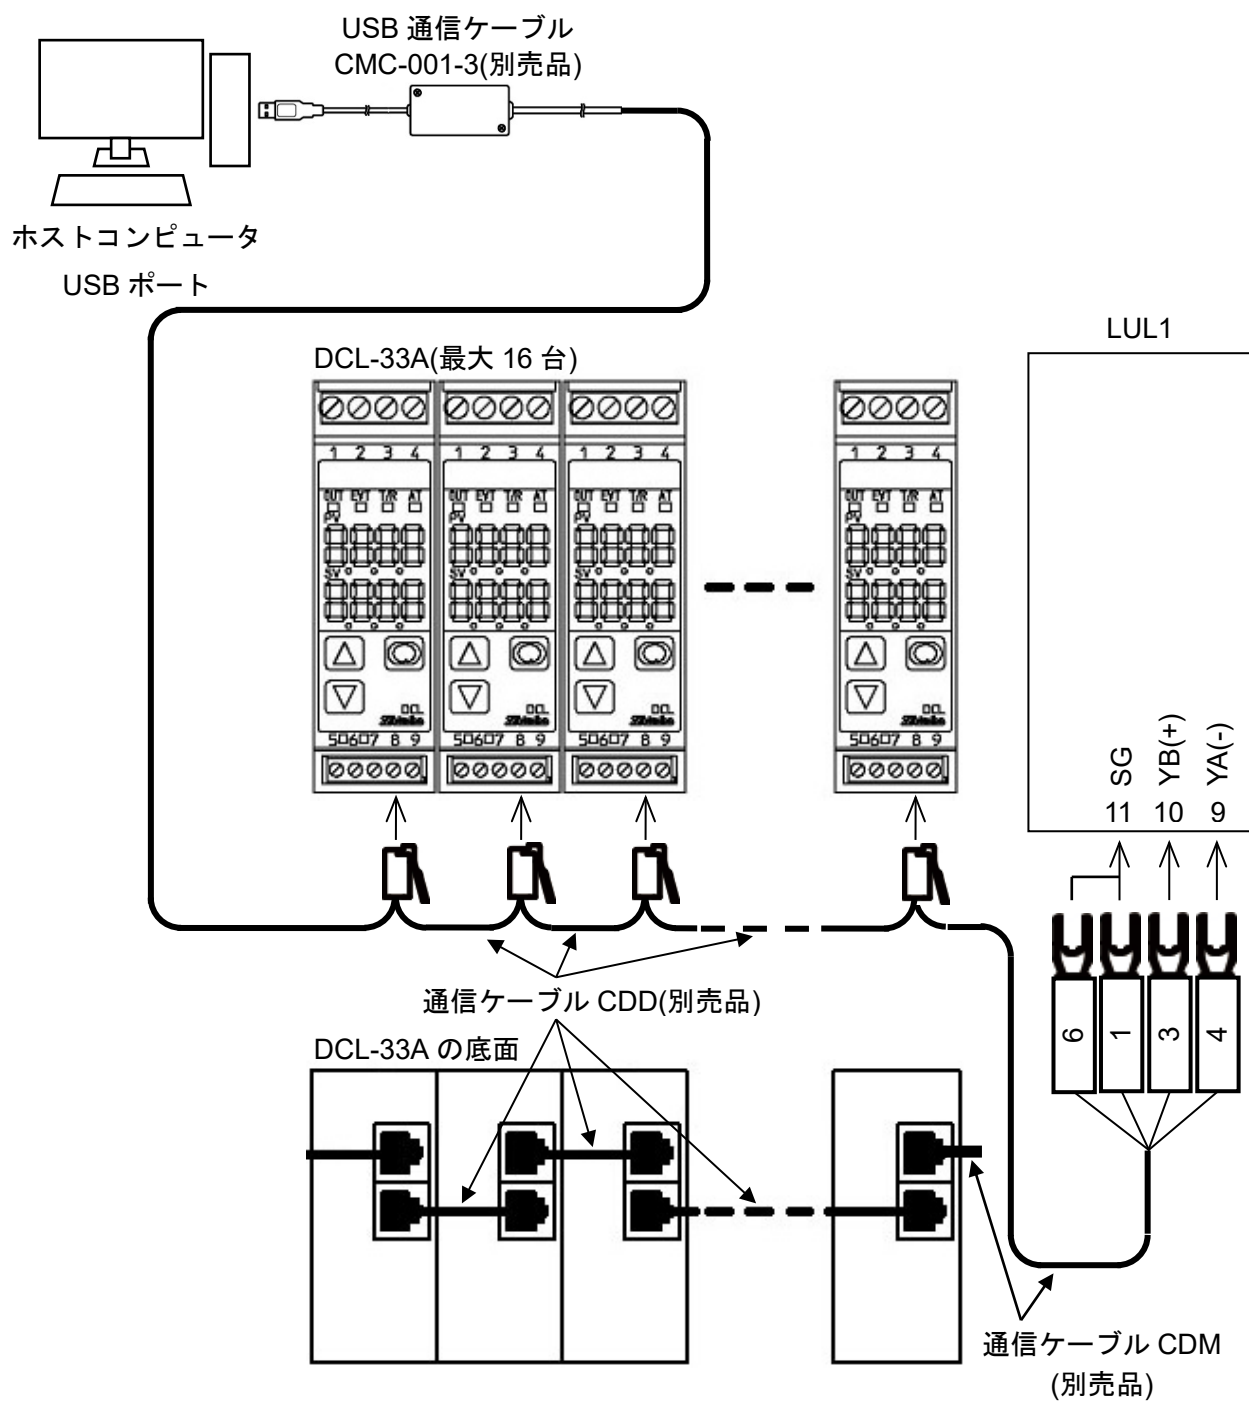 USB 通信ケーブル
CMC-001-3(別売品)
ホストコンピュータ
USB ポート
LUL1
DCL-33A(最大 16 台)
1 2 3 4
1 2 3 4
1 2 3 4
1 2 3 4
OUT EVT T/R AT
OUT EVT T/R AT
OUT EVT T/R AT
OUT EVT T/R AT
PV
PV
PV
PV
SV
SV
SV
SV
DCL
DCL
DCL
DCL
Shinko
Shinko
Shinko
Shinko
5 6 7 8 9
5 6 7 8 9
5 6 7 8 9
5 6 7 8 9
SG
YB(+)
YA(-)
11 10 9
6 1 3 4
通信ケーブル CDD(別売品)
DCL-33A の底面
通信ケーブル CDM
(別売品)